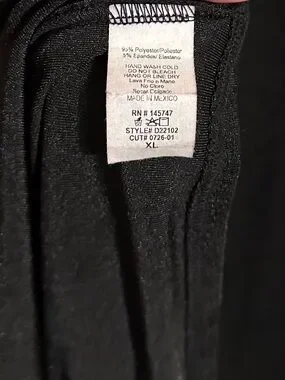 95% Polyester/Poliester
5% Spandex/ Elastano
HAND WASH COLD
DO NOT BLEACH
HANG OR LINE DRY
Lava Frio a Mano
No Cloro
Secar Colgado
MADE IN MEXICO
RN # 145747
STYLE# D22102
CUT# 0726-01
XL